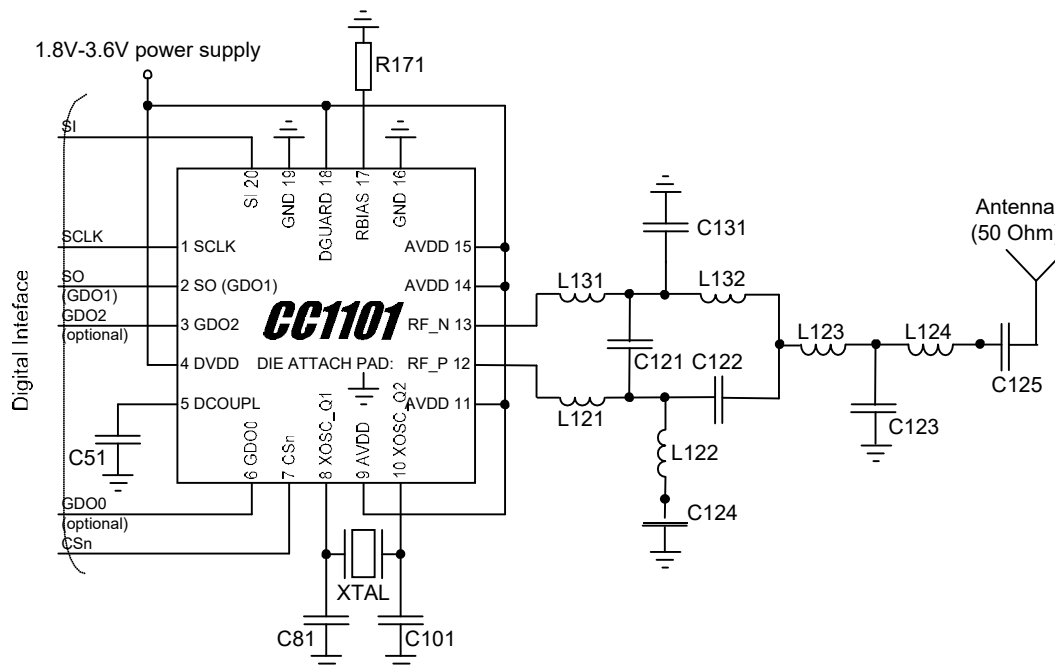 1.8V-3.6V power supply
R171
Antenna
(50 Ohm)
Digital Inteface
SI
SCLK
SO
(GDO1)
GDO2
(optional)
GDO0
(optional)
CSn
SI 20
GND 19
DGUARD 18
RBIAS 17
GND 16
1 SCLK
2 SO (GDO1)
3 GDO2
4 DVDD
5 DCOUPL
CC1101
DIE ATTACH PAD:
AVDD 15
AVDD 14
RF_N 13
RF_P 12
AVDD 11
6 GDO0
7 CSn
8 XOSC_Q1
9 AVDD
10 XOSC_Q2
C51
XTAL
C81
C101
C131
L131
L132
C121
C122
L121
L122
C124
L123
L124
C123
C125